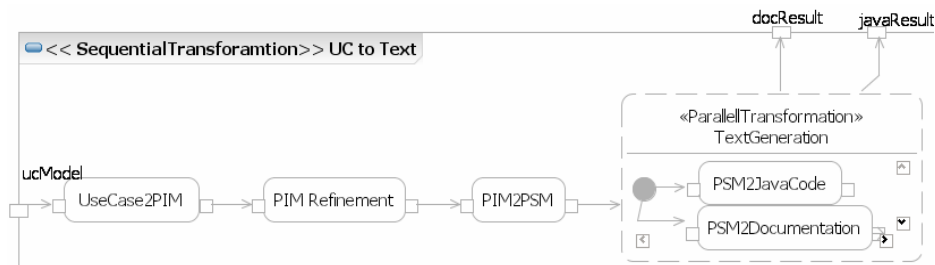 docResult
javaResult
<< SequentialTransforamtion>> UC to Text
«ParallelTransformation»
TextGeneration
ucModel
UseCase2PIM
PIM Refinement
PIM2PSM
PSM2JavaCode
PSM2Documentation